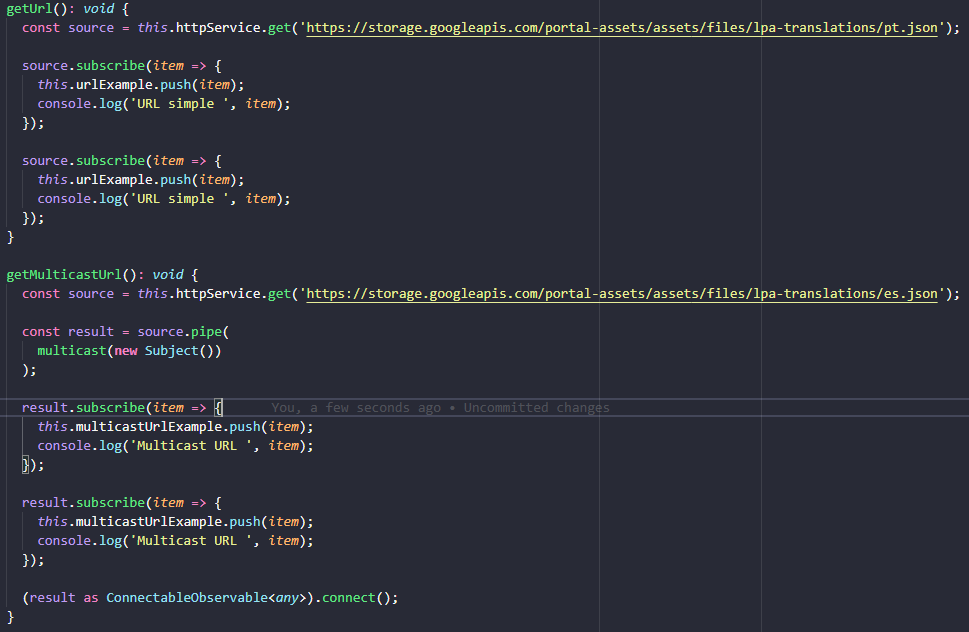 getUrl(): void {
const source = this.httpService.get('https://storage.googleapis.com/portal-assets/assets/files/lpa-translations/pt.json');
source.subscribe(item => {
this.urlExample.push(item);
console.log('URL simple ', item);
});
source.subscribe(item => {
this.urlExample.push(item);
console.log('URL simple ', item);
});
}
getMulticastUrl(): void {
const source = this.httpService.get('https://storage.googleapis.com/portal-assets/assets/files/lpa-translations/es.json');
const result = source.pipe(
multicast(new Subject())
);
result.subscribe(item => { You, a few seconds ago • Uncommitted changes
this.multicastUrlExample.push(item);
console.log('Multicast URL ', item);
});
result.subscribe(item => {
this.multicastUrlExample.push(item);
console.log('Multicast URL ', item);
});
(result as ConnectableObservable<any>).connect();
}